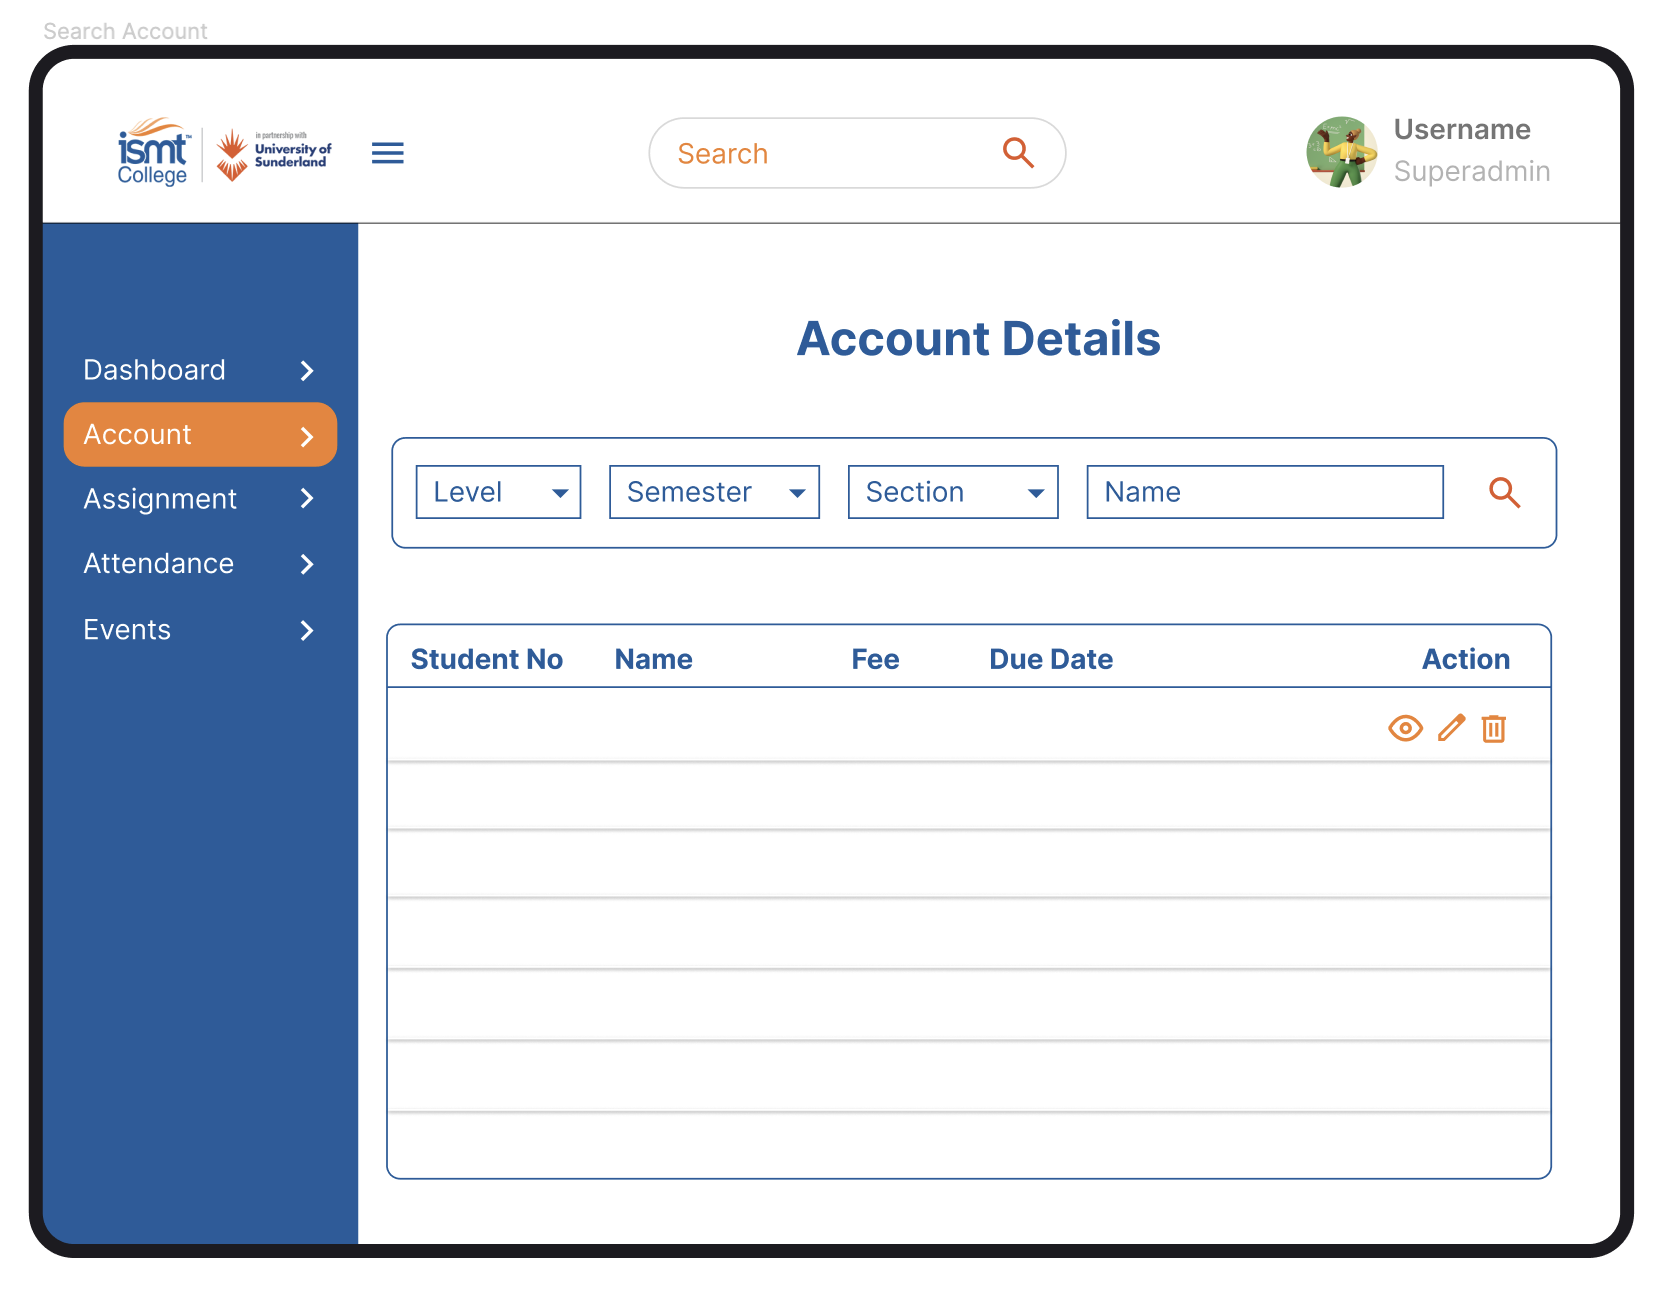 Search Account
ismt™
College
in partnership with
University of
Sunderland
Search
Username
Superadmin
Dashboard
Account
Assignment
Attendance
Events
Account Details
Level
Semester
Section
Name
Student No Name Fee Due Date Action